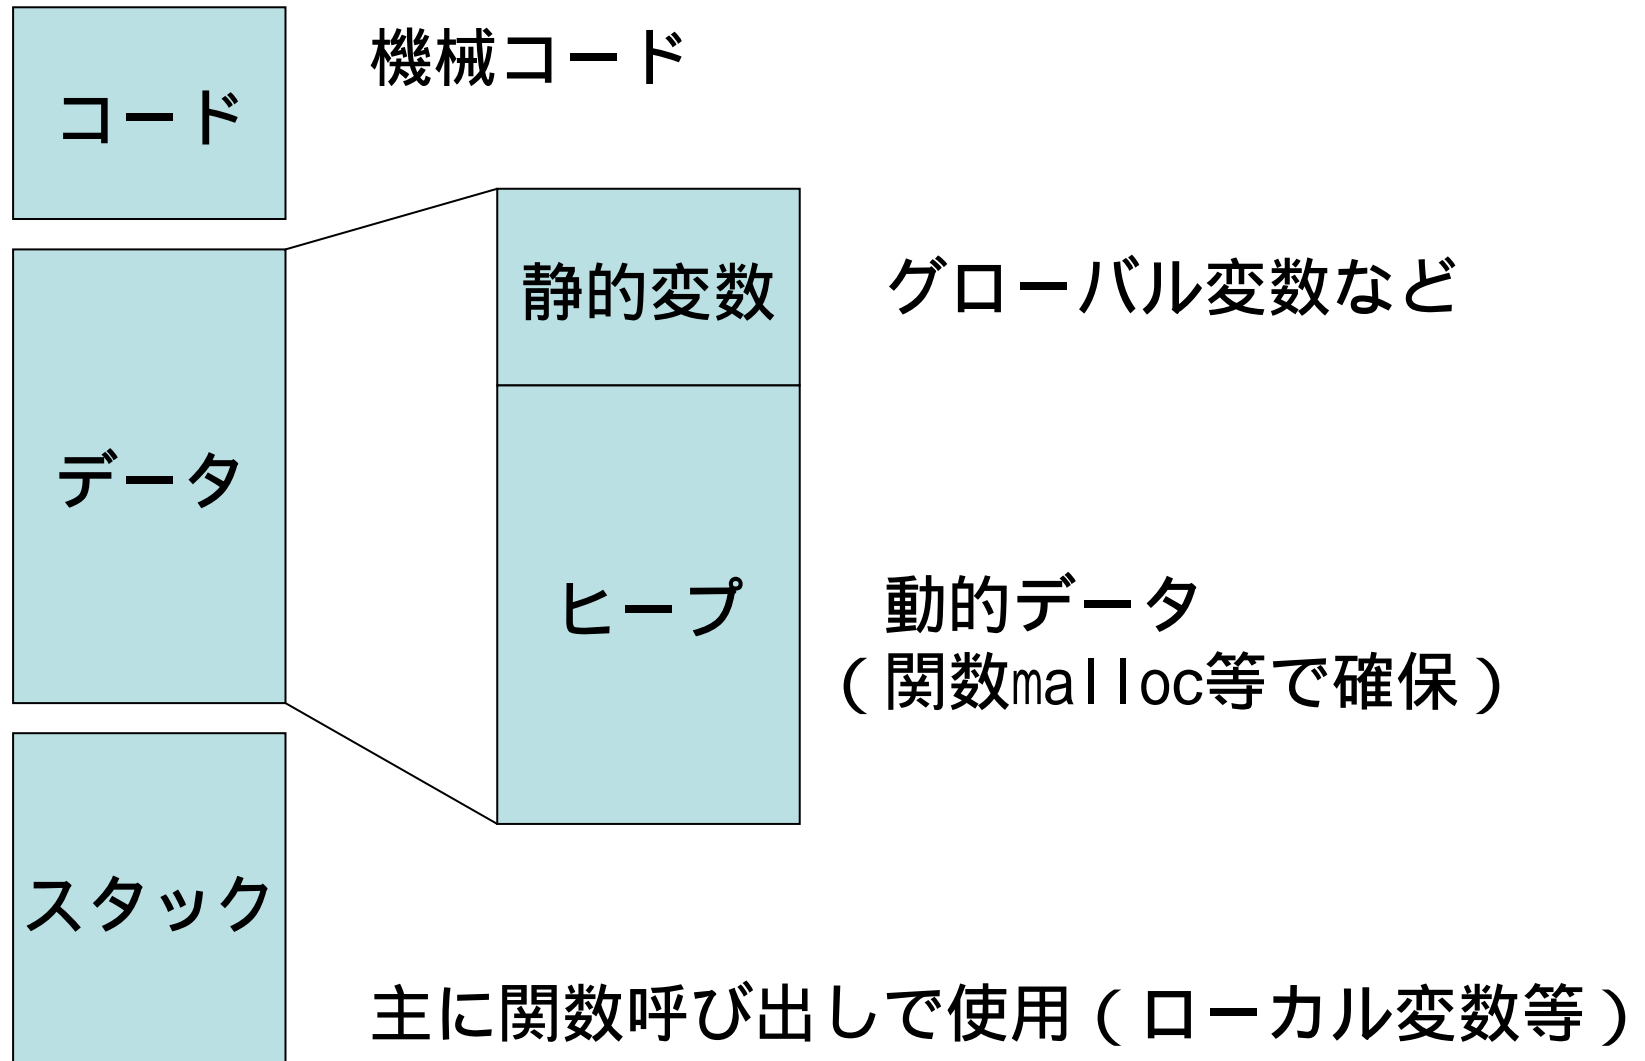 コード
機械コード
静的変数
グローバル変数など
データ
ヒープ
動的データ
（関数malloc等で確保）
スタック
主に関数呼び出しで使用（ローカル変数等）